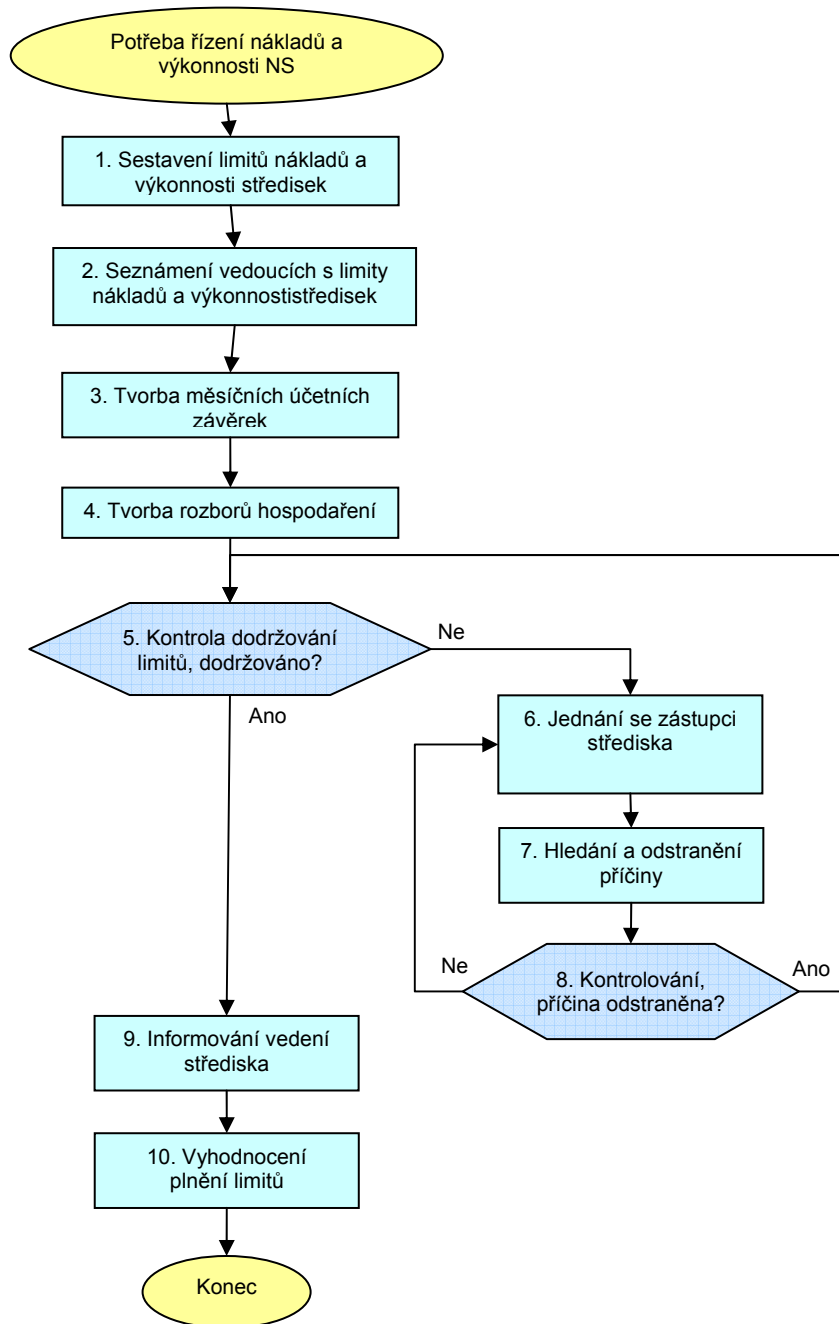 Potřeba řízení nákladů a
výkonnosti NS
1. Sestavení limitů nákladů a
výkonnosti středisek
2. Seznámení vedoucích s limity
nákladů a výkonnostistředisek
3. Tvorba měsíčních účetních
závěrek
4. Tvorba rozborů hospodaření
5. Kontrola dodržování
limitů, dodržováno?
Ne
Ano
6. Jednání se zástupci
střediska
7. Hledání a odstranění
příčiny
Ne
8. Kontrolování,
příčina odstraněna?
Ano
9. Informování vedení
střediska
10. Vyhodnocení
plnění limitů
Konec